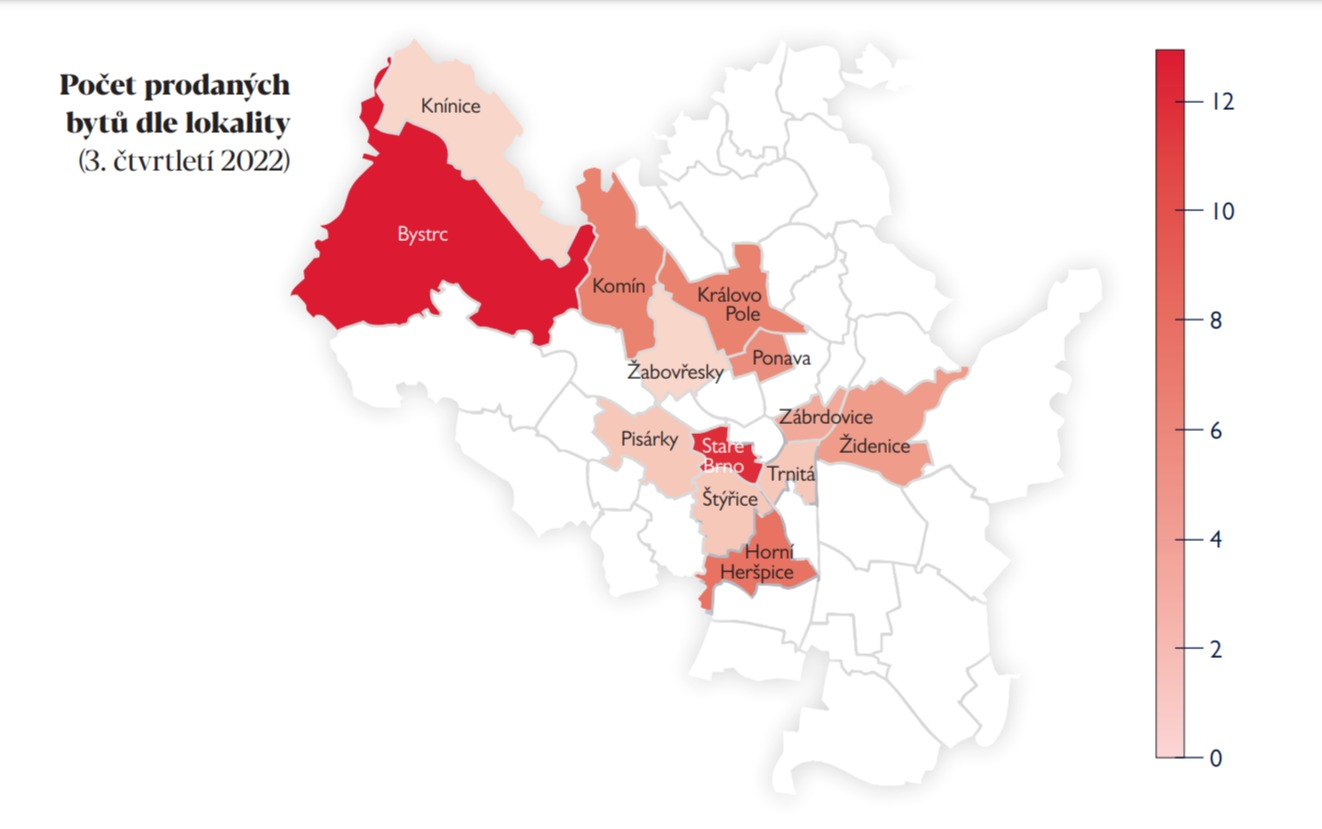 Počet prodaných
bytů dle lokality
(3. čtvrtletí 2022)
Knínice
Bystrc
Komín
Královo
Pole
Ponava
Žabovřesky
Zábrdovice
Židenice
Pisárky
Staré
Brno
Trnitá
Štýřice
Horní
Heršpice
12
10
8
6
4
2
0